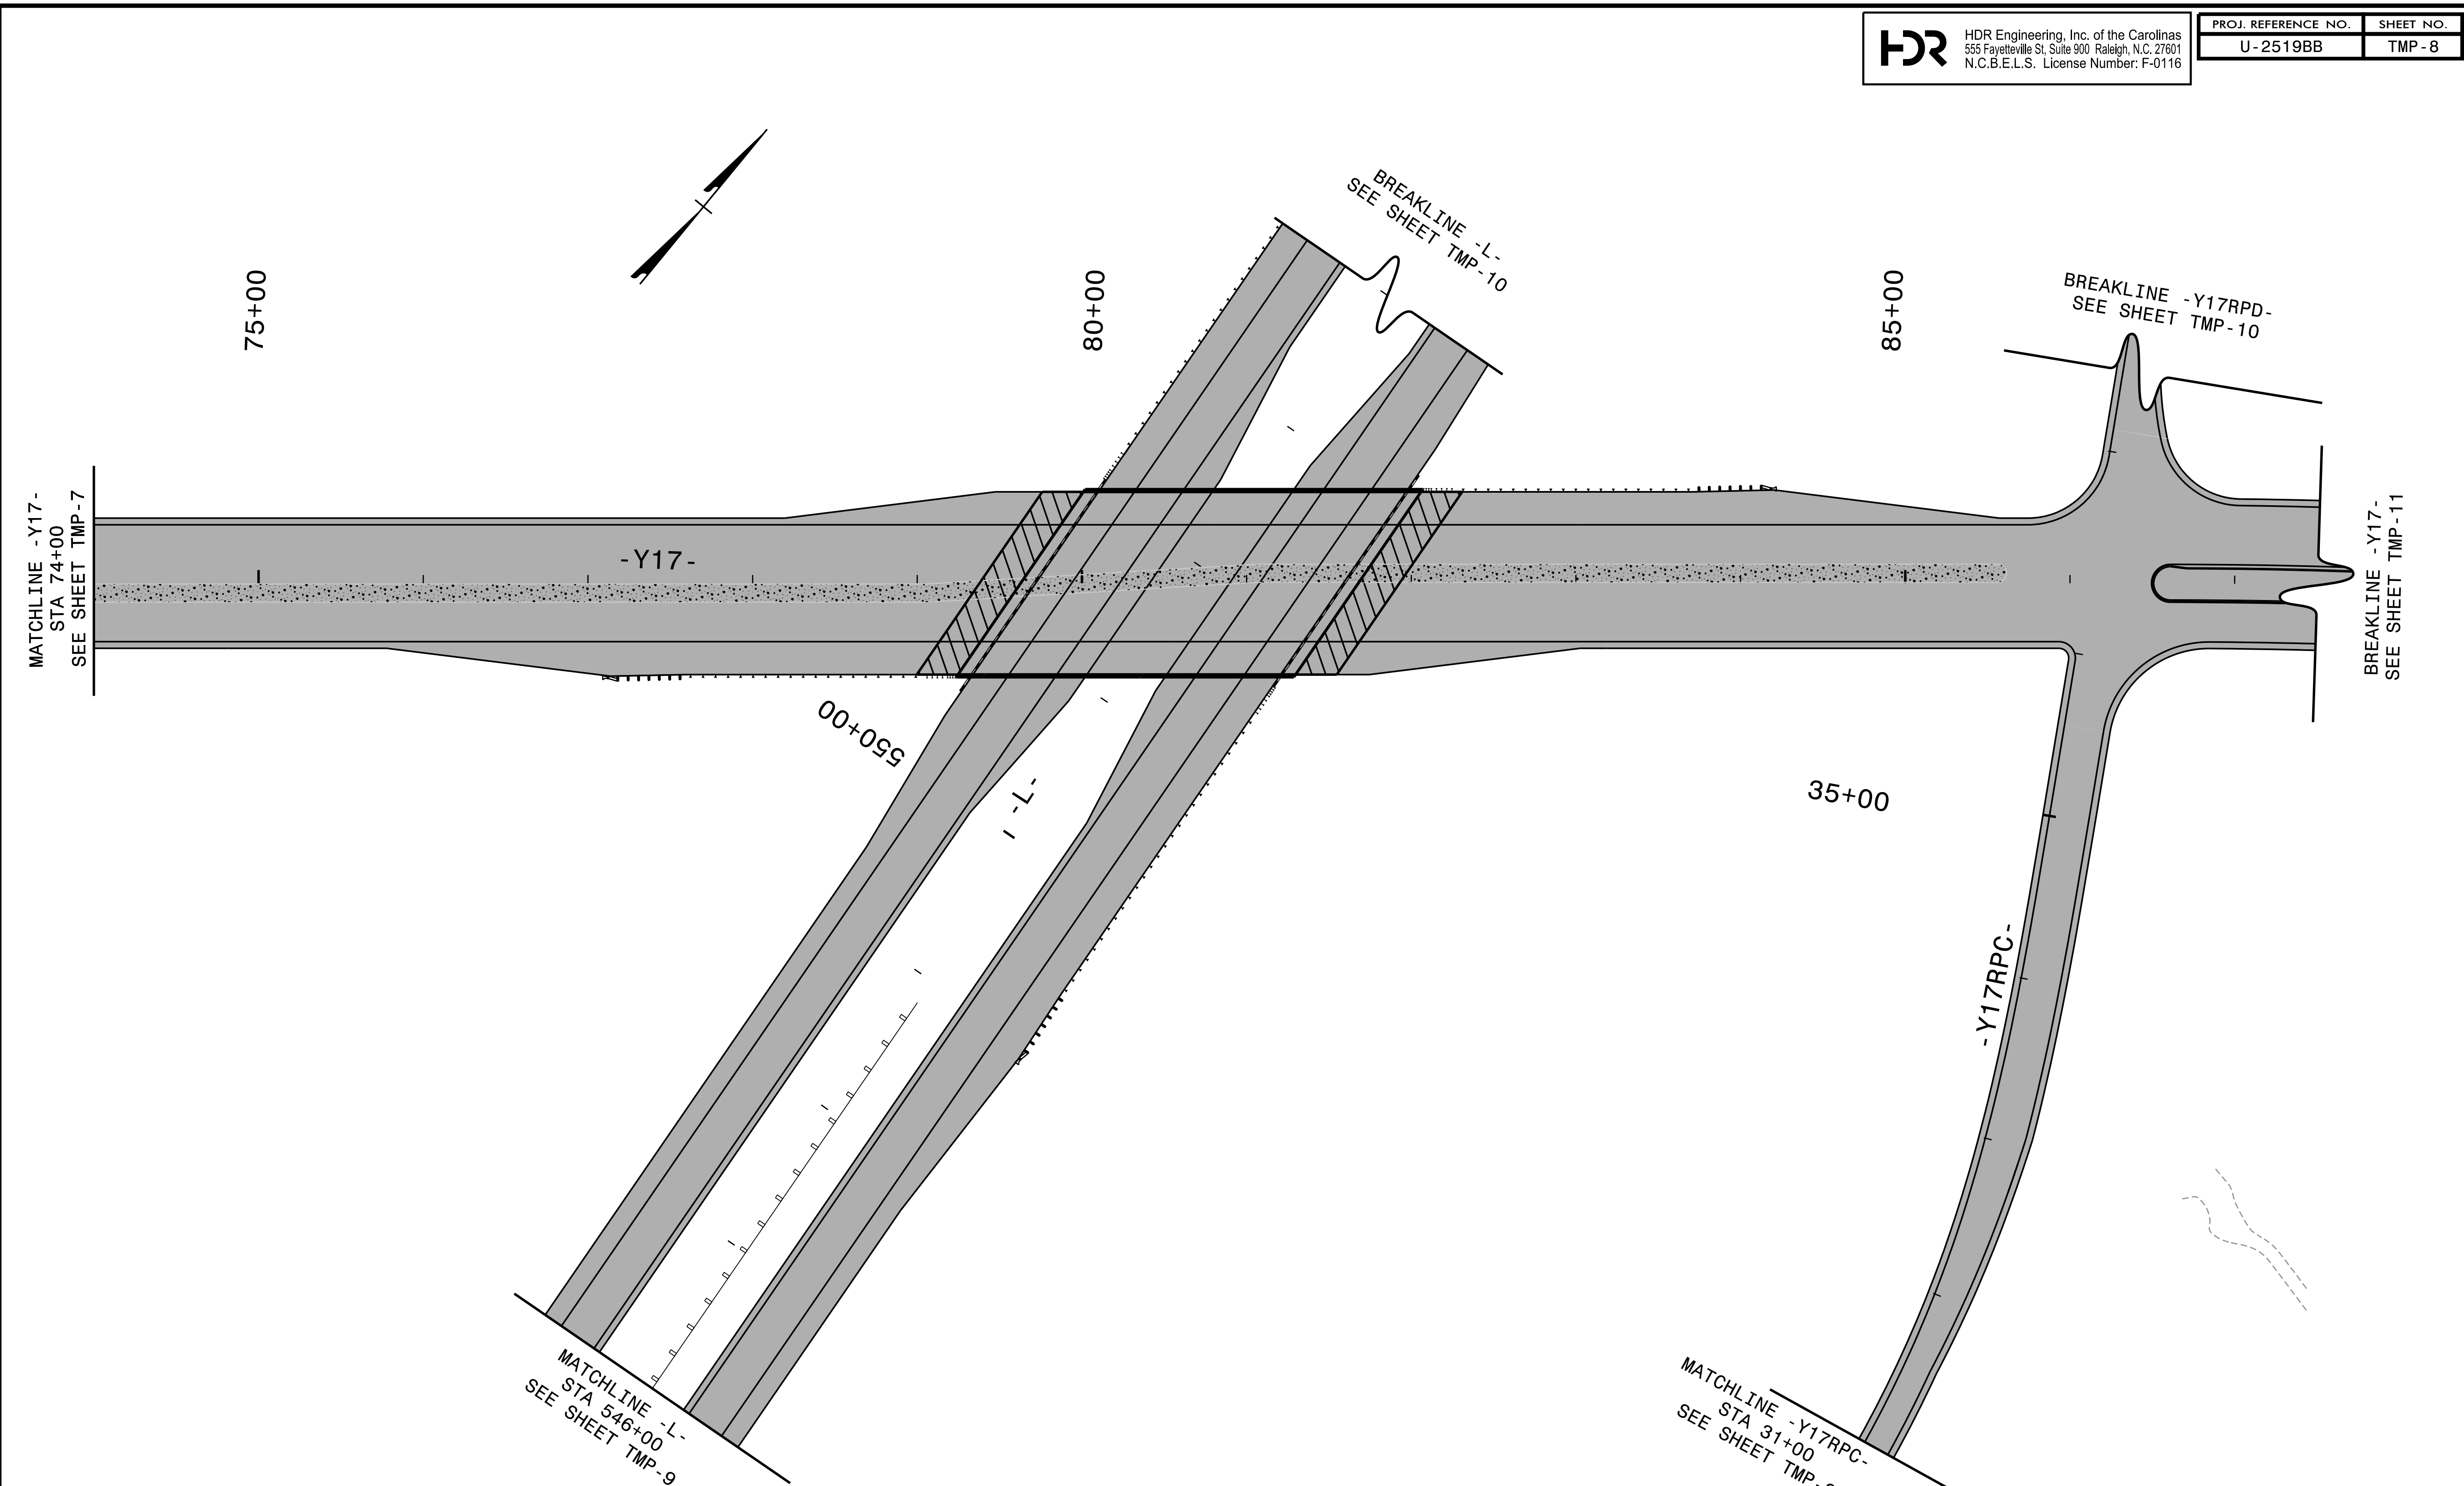 HDR
HDR Engineering, Inc. of the Carolinas
555 Fayetteville St, Suite 900 Raleigh, N.C. 27601
N.C.B.E.L.S. License Number: F-0116
PROJ. REFERENCE NO.
SHEET NO.
U-2519BB
TMP-8
BREAKLINE -L-
SEE SHEET TMP-10
75+00
80+00
85+00
BREAKLINE -Y17RPD-
SEE SHEET TMP-10
MATCHLINE -Y17-
STA 74+00
SEE SHEET TMP-7
-Y17-
BREAKLINE -Y17-
SEE SHEET TMP-11
550+00
-L-
35+00
-Y17RPC-
MATCHLINE -L-
STA 546+00
SEE SHEET TMP-9
MATCHLINE -Y17RPC-
STA 31+00
SEE SHEET